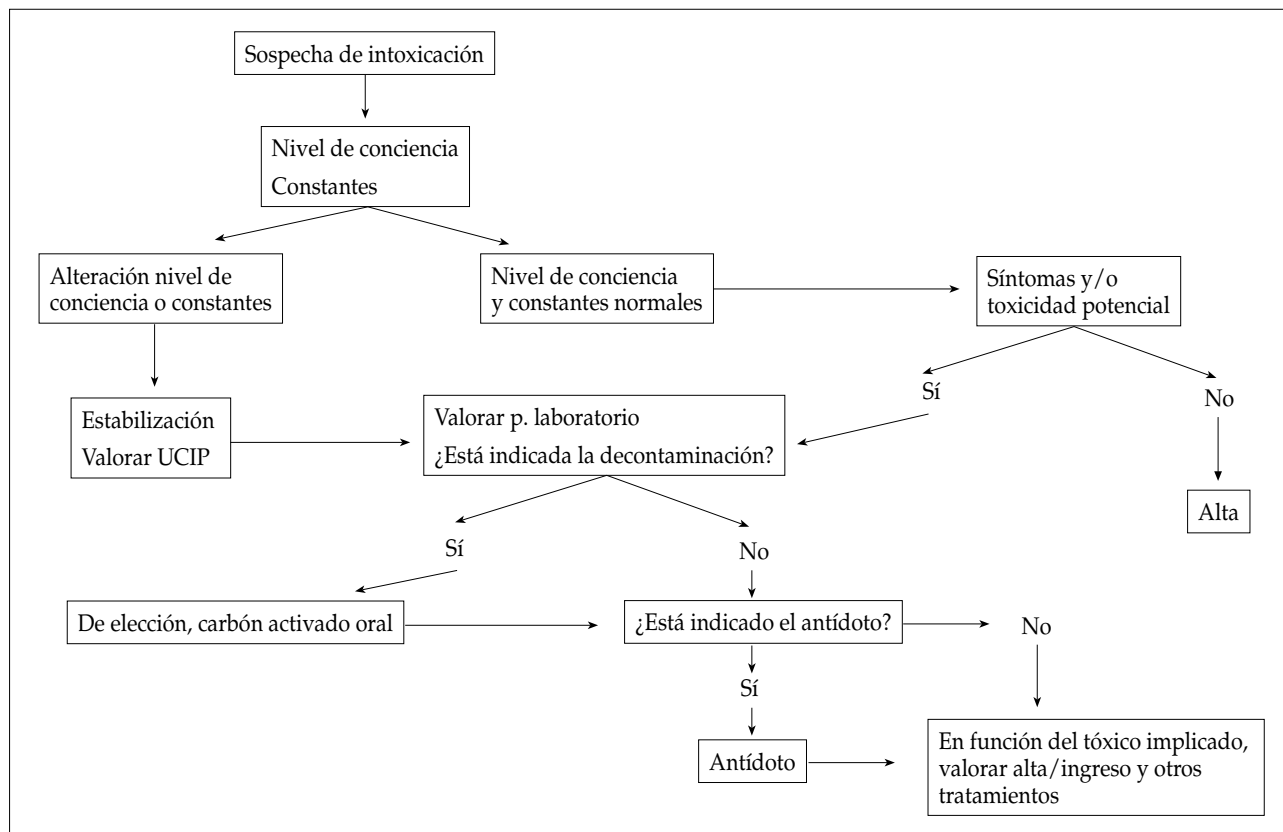 Sospecha de intoxicación
Nivel de conciencia
Constantes
Alteración nivel de
conciencia o constantes
Nivel de conciencia
y constantes normales
Síntomas y/o
toxicidad potencial
Sí
No
Estabilización
Valorar UCIP
Valorar p. laboratorio
¿Está indicada la decontaminación?
Alta
Sí
No
De elección, carbón activado oral
¿Está indicado el antídoto?
No
Sí
Antídoto
En función del tóxico implicado,
valorar alta/ingreso y otros
tratamientos